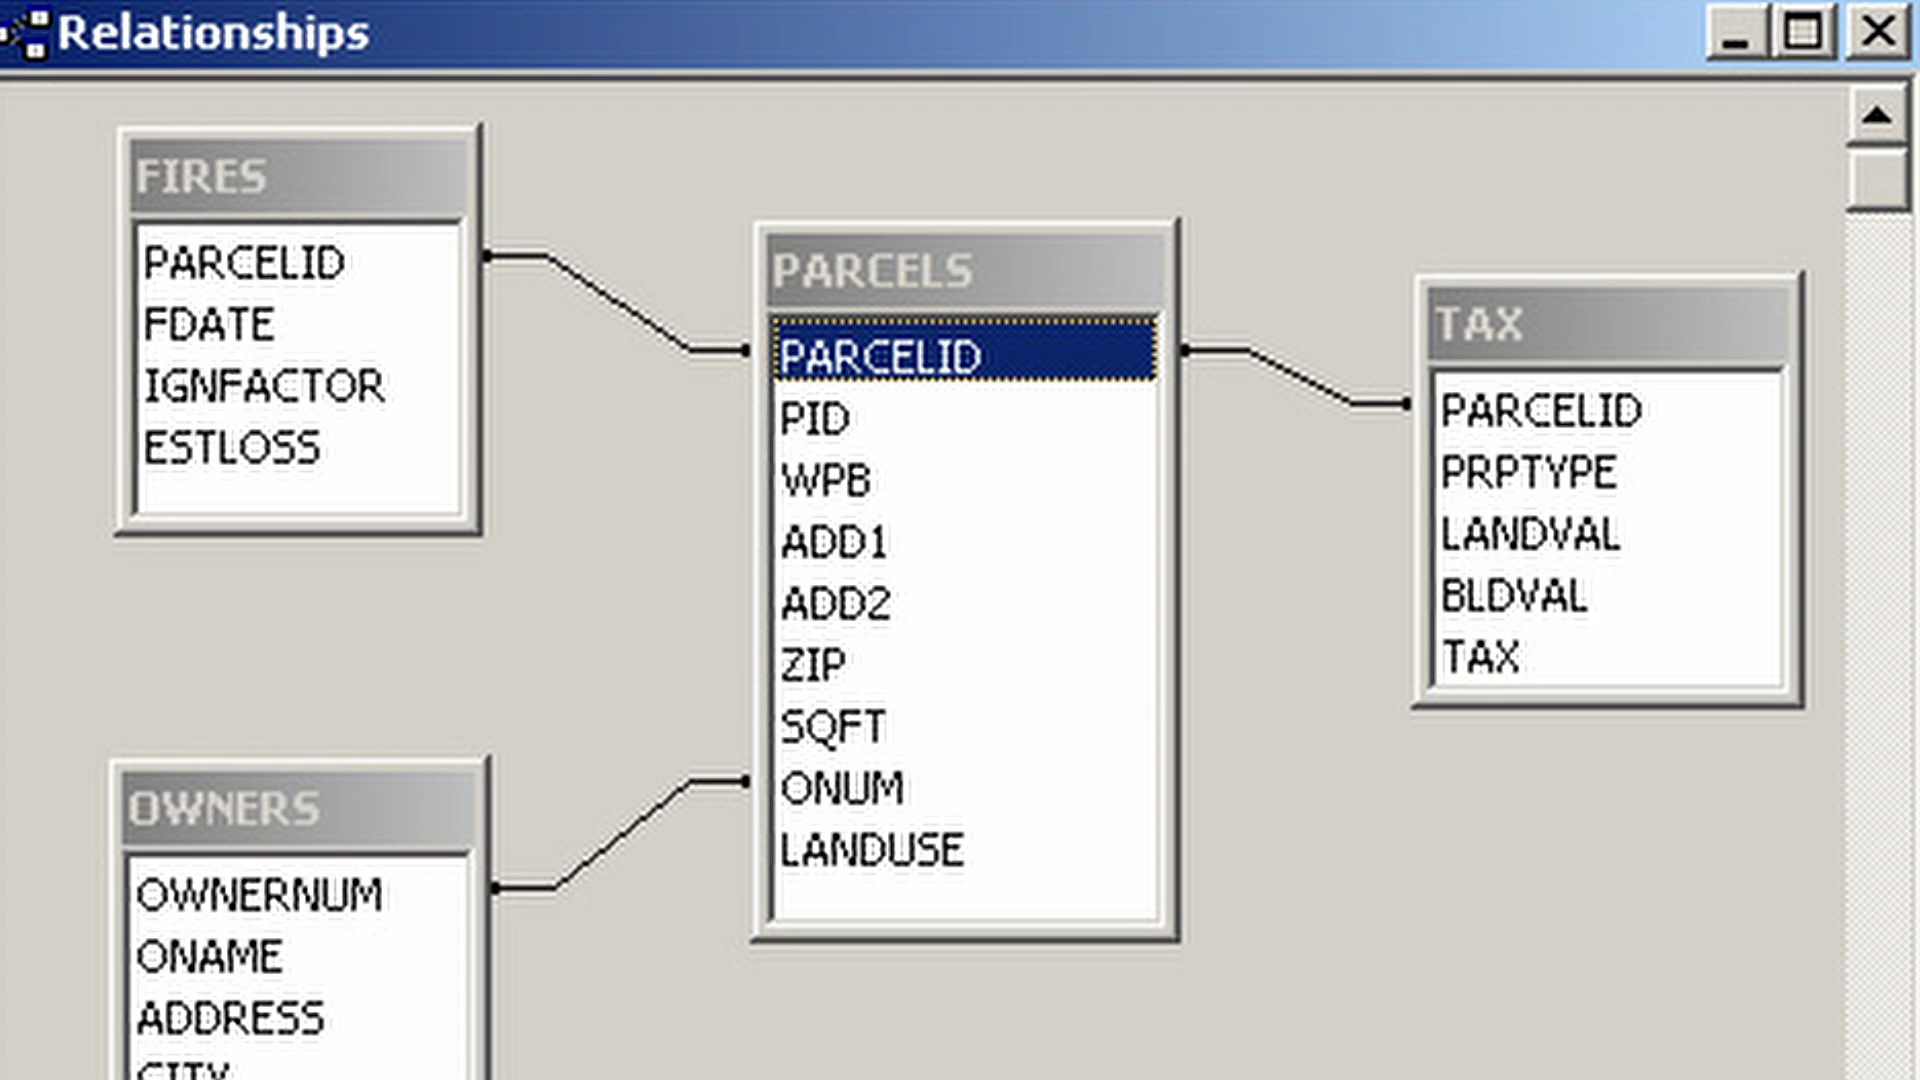 Relationships
FIRES
PARCELID
FDATE
IGNFACTOR
ESTLOSS
PARCELS
PARCELID
PID
WPB
ADD1
ADD2
ZIP
SQFT
ONUM
LANDUSE
TAX
PARCELID
PRPTYPE
LANDVAL
BLDVAL
TAX
OWNERS
OWNERNUM
ONAME
ADDRESS
CITY